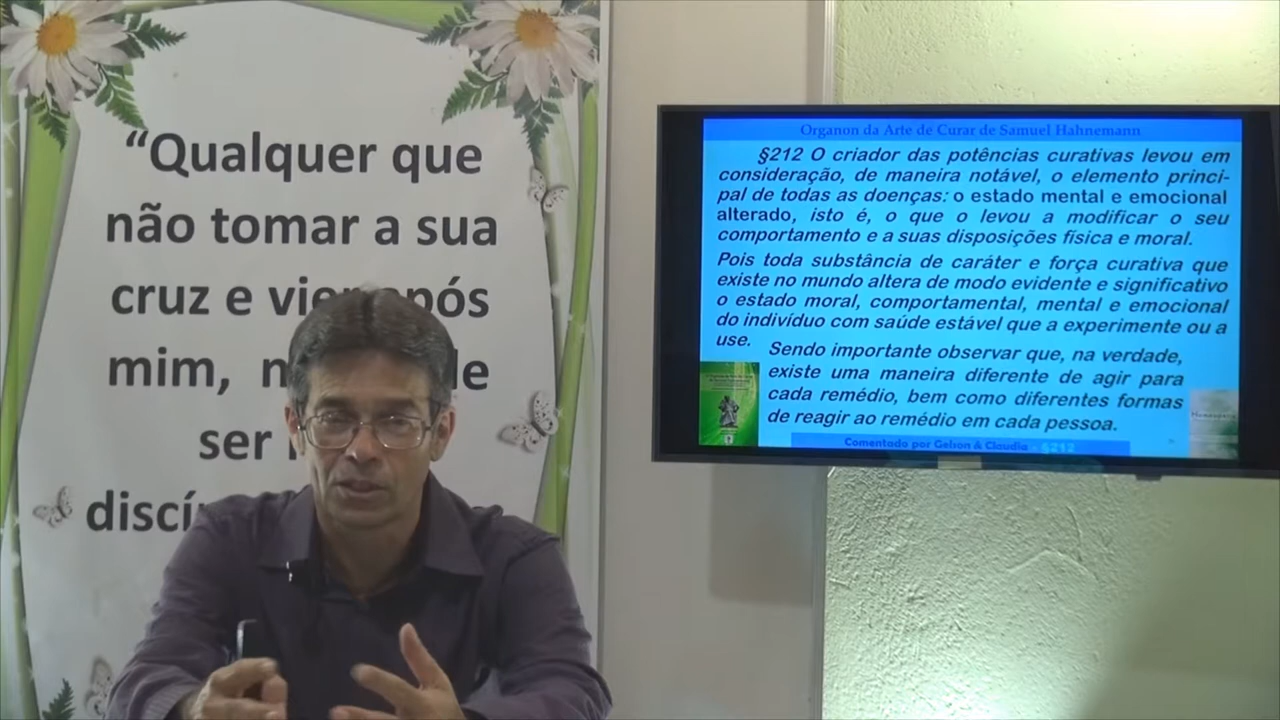 “Qualquer que
não tomar a sua
cruz e vier após
mim,
ser
Organon da Arte de Curar de Samuel Hahnemann
§212 O criador das potências curativas levou em
consideração, de maneira notável, o elemento princi-
pal de todas as doenças: o estado mental e emocional
alterado, isto é, o que o levou a modificar o seu
comportamento e a suas disposições física e moral.
Pois toda substância de caráter e força curativa que
existe no mundo altera de modo evidente e significativo
o estado moral, comportamental, mental e emocional
do indivíduo com saúde estável que a experimente ou a
use.
Sendo importante observar que, na verdade,
existe uma maneira diferente de agir para
cada remédio, bem como diferentes formas
de reagir ao remédio em cada pessoa.
Comentado por Gelson & Claudia - §212